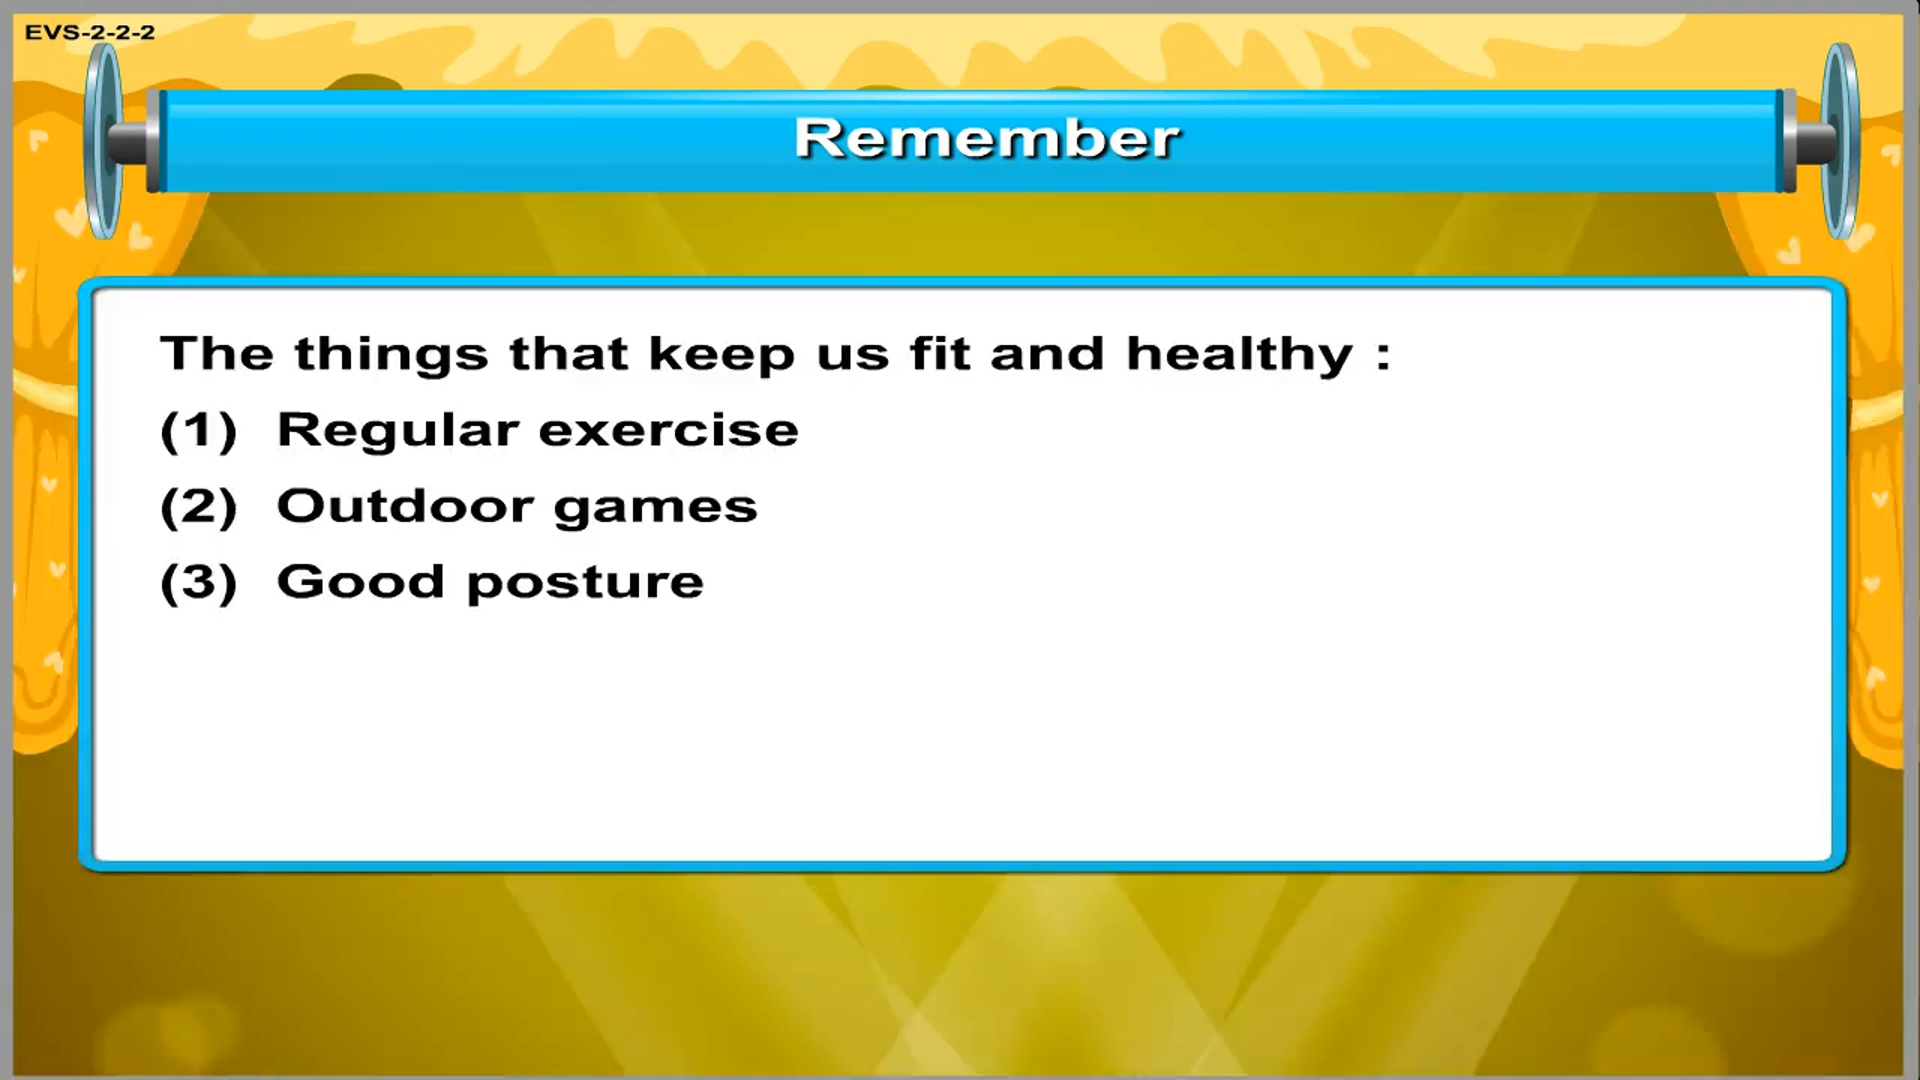 EVS-2-2-2
Remember
The things that keep us fit and healthy :
(1) Regular exercise
(2) Outdoor games
(3) Good posture